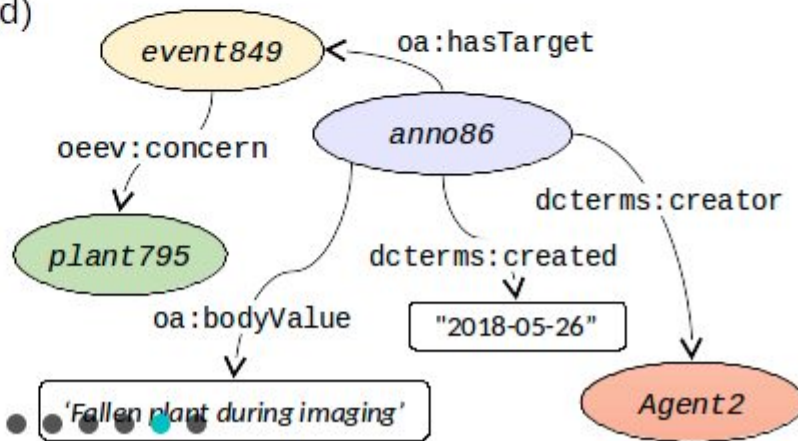 d)
event849
oa:hasTarget
anno86
oeev:concern
dcterms:creator
plant795
dcterms:created
oa:bodyValue
"2018-05-26”
‘Fallen plant during imaging’
Agent2